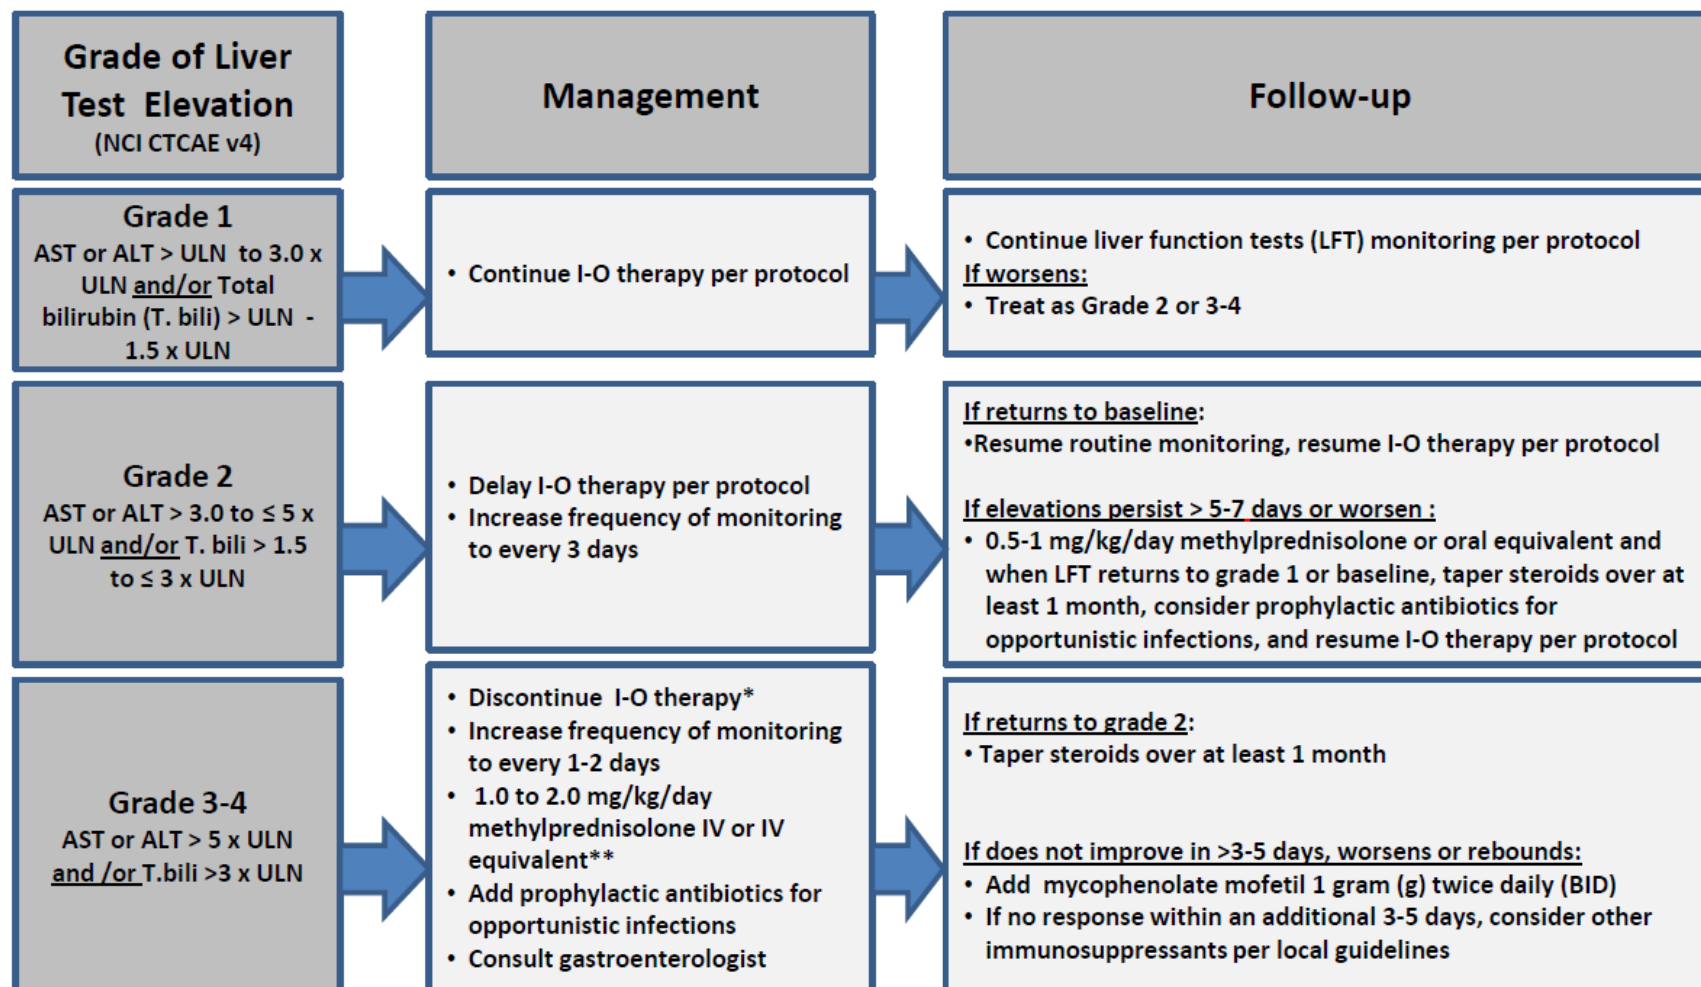 Grade of Liver
Test Elevation
(NCI CTCAE v4)
Management
Follow-up
Grade 1
AST or ALT > ULN to 3.0 x
ULN and/or Total
bilirubin (T. bili) > ULN -
1.5 x ULN
• Continue I-O therapy per protocol
• Continue liver function tests (LFT) monitoring per protocol
If worsens:
• Treat as Grade 2 or 3-4
Grade 2
AST or ALT > 3.0 to ≤ 5 x
ULN and/or T. bili > 1.5
to ≤ 3 x ULN
• Delay I-O therapy per protocol
• Increase frequency of monitoring
to every 3 days
If returns to baseline:
•Resume routine monitoring, resume I-O therapy per protocol
If elevations persist > 5-7 days or worsen :
• 0.5-1 mg/kg/day methylprednisolone or oral equivalent and
when LFT returns to grade 1 or baseline, taper steroids over at
least 1 month, consider prophylactic antibiotics for
opportunistic infections, and resume I-O therapy per protocol
Grade 3-4
AST or ALT > 5 x ULN
and /or T.bili >3 x ULN
• Discontinue I-O therapy*
• Increase frequency of monitoring
to every 1-2 days
• 1.0 to 2.0 mg/kg/day
methylprednisolone IV or IV
equivalent**
• Add prophylactic antibiotics for
opportunistic infections
• Consult gastroenterologist
If returns to grade 2:
• Taper steroids over at least 1 month
If does not improve in >3-5 days, worsens or rebounds:
• Add mycophenolate mofetil 1 gram (g) twice daily (BID)
• If no response within an additional 3-5 days, consider other
immunosuppressants per local guidelines